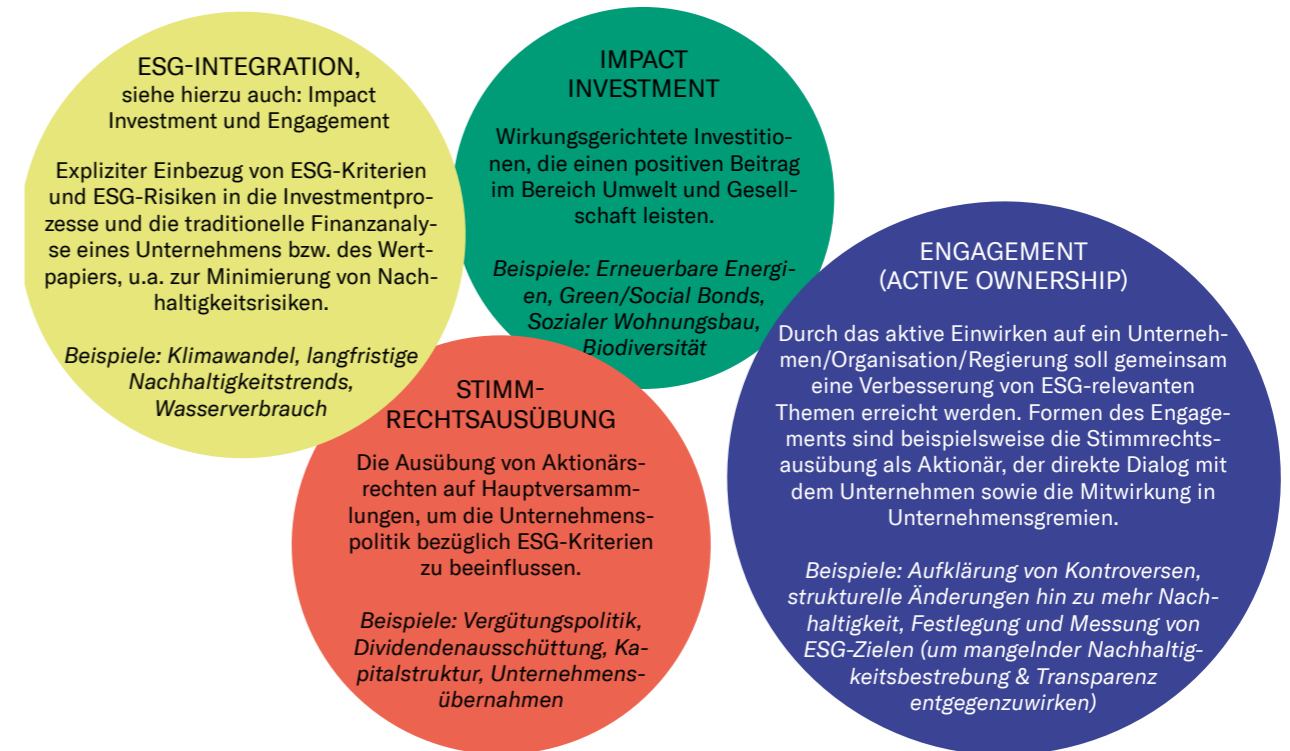 ESG-INTEGRATION,
siehe hierzu auch: Impact
Investment und Engagement
Expliziter Einbezug von ESG-Kriterien
und ESG-Risiken in die Investmentpro-
zesse und die traditionelle Finanzanaly-
se eines Unternehmens bzw. des Wert-
papiers, u.a. zur Minimierung von Nach-
haltigkeitsrisiken.
Beispiele: Klimawandel, langfristige
Nachhaltigkeitstrends,
Wasserverbrauch
IMPACT
INVESTMENT
Wirkungsgerichtete Investitio-
nen, die einen positiven Beitrag
im Bereich Umwelt und Gesell-
schaft leisten.
Beispiele: Erneuerbare Energi-
en, Green/Social Bonds,
Sozialer Wohnungsbau,
Biodiversität
STIMM-
RECHTSAUSÜBUNG
Die Ausübung von Aktionärs-
rechten auf Hauptversamm-
lungen, um die Unternehmens-
politik bezüglich ESG-Kriterien
zu beeinflussen.
Beispiele: Vergütungspolitik,
Dividendenausschüttung, Ka-
pitalstruktur, Unternehmens-
übernahmen
ENGAGEMENT
(ACTIVE OWNERSHIP)
Durch das aktive Einwirken auf ein Unterneh-
men/Organisation/Regierung soll gemeinsam
eine Verbesserung von ESG-relevanten
Themen erreicht werden. Formen des Engage-
ments sind beispielsweise die Stimmrechts-
ausübung als Aktionär, der direkte Dialog mit
dem Unternehmen sowie die Mitwirkung in
Unternehmensgremien.
Beispiele: Aufklärung von Kontroversen,
strukturelle Änderungen hin zu mehr Nach-
haltigkeit, Festlegung und Messung von
ESG-Zielen (um mangelnder Nachhaltig-
keitsbestrebung & Transparenz
entgegenzuwirken)